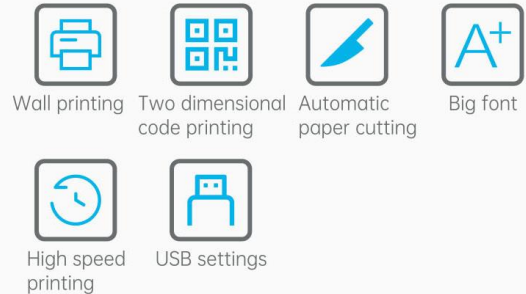 Wall printing
Two dimensional
code printing
Automatic
paper cutting
Big font
High speed
printing
USB settings